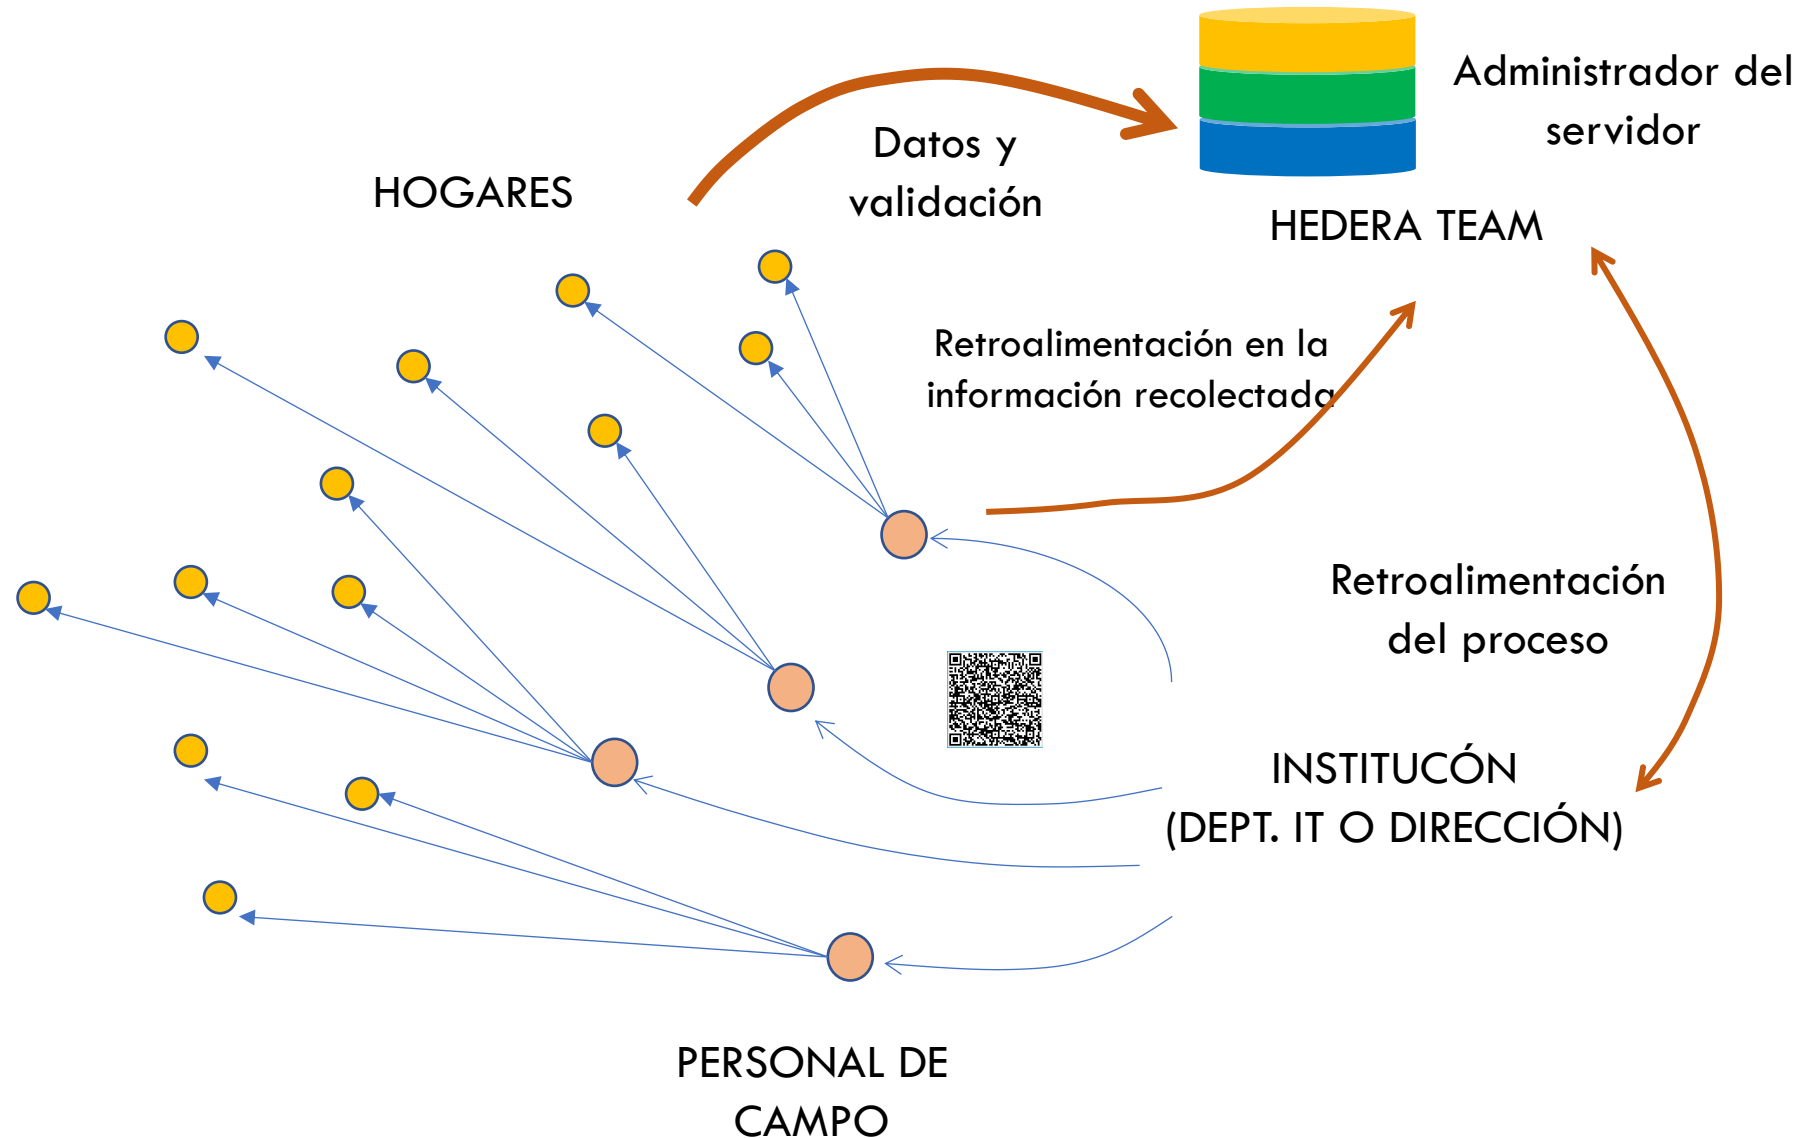 Administrador del
servidor
Datos y
validación
HOGARES
HEDERA TEAM
Retroalimentación en la
información recolectada
Retroalimentación
del proceso
INSTITUCÓN
(DEPT. IT O DIRECCIÓN)
PERSONAL DE
CAMPO